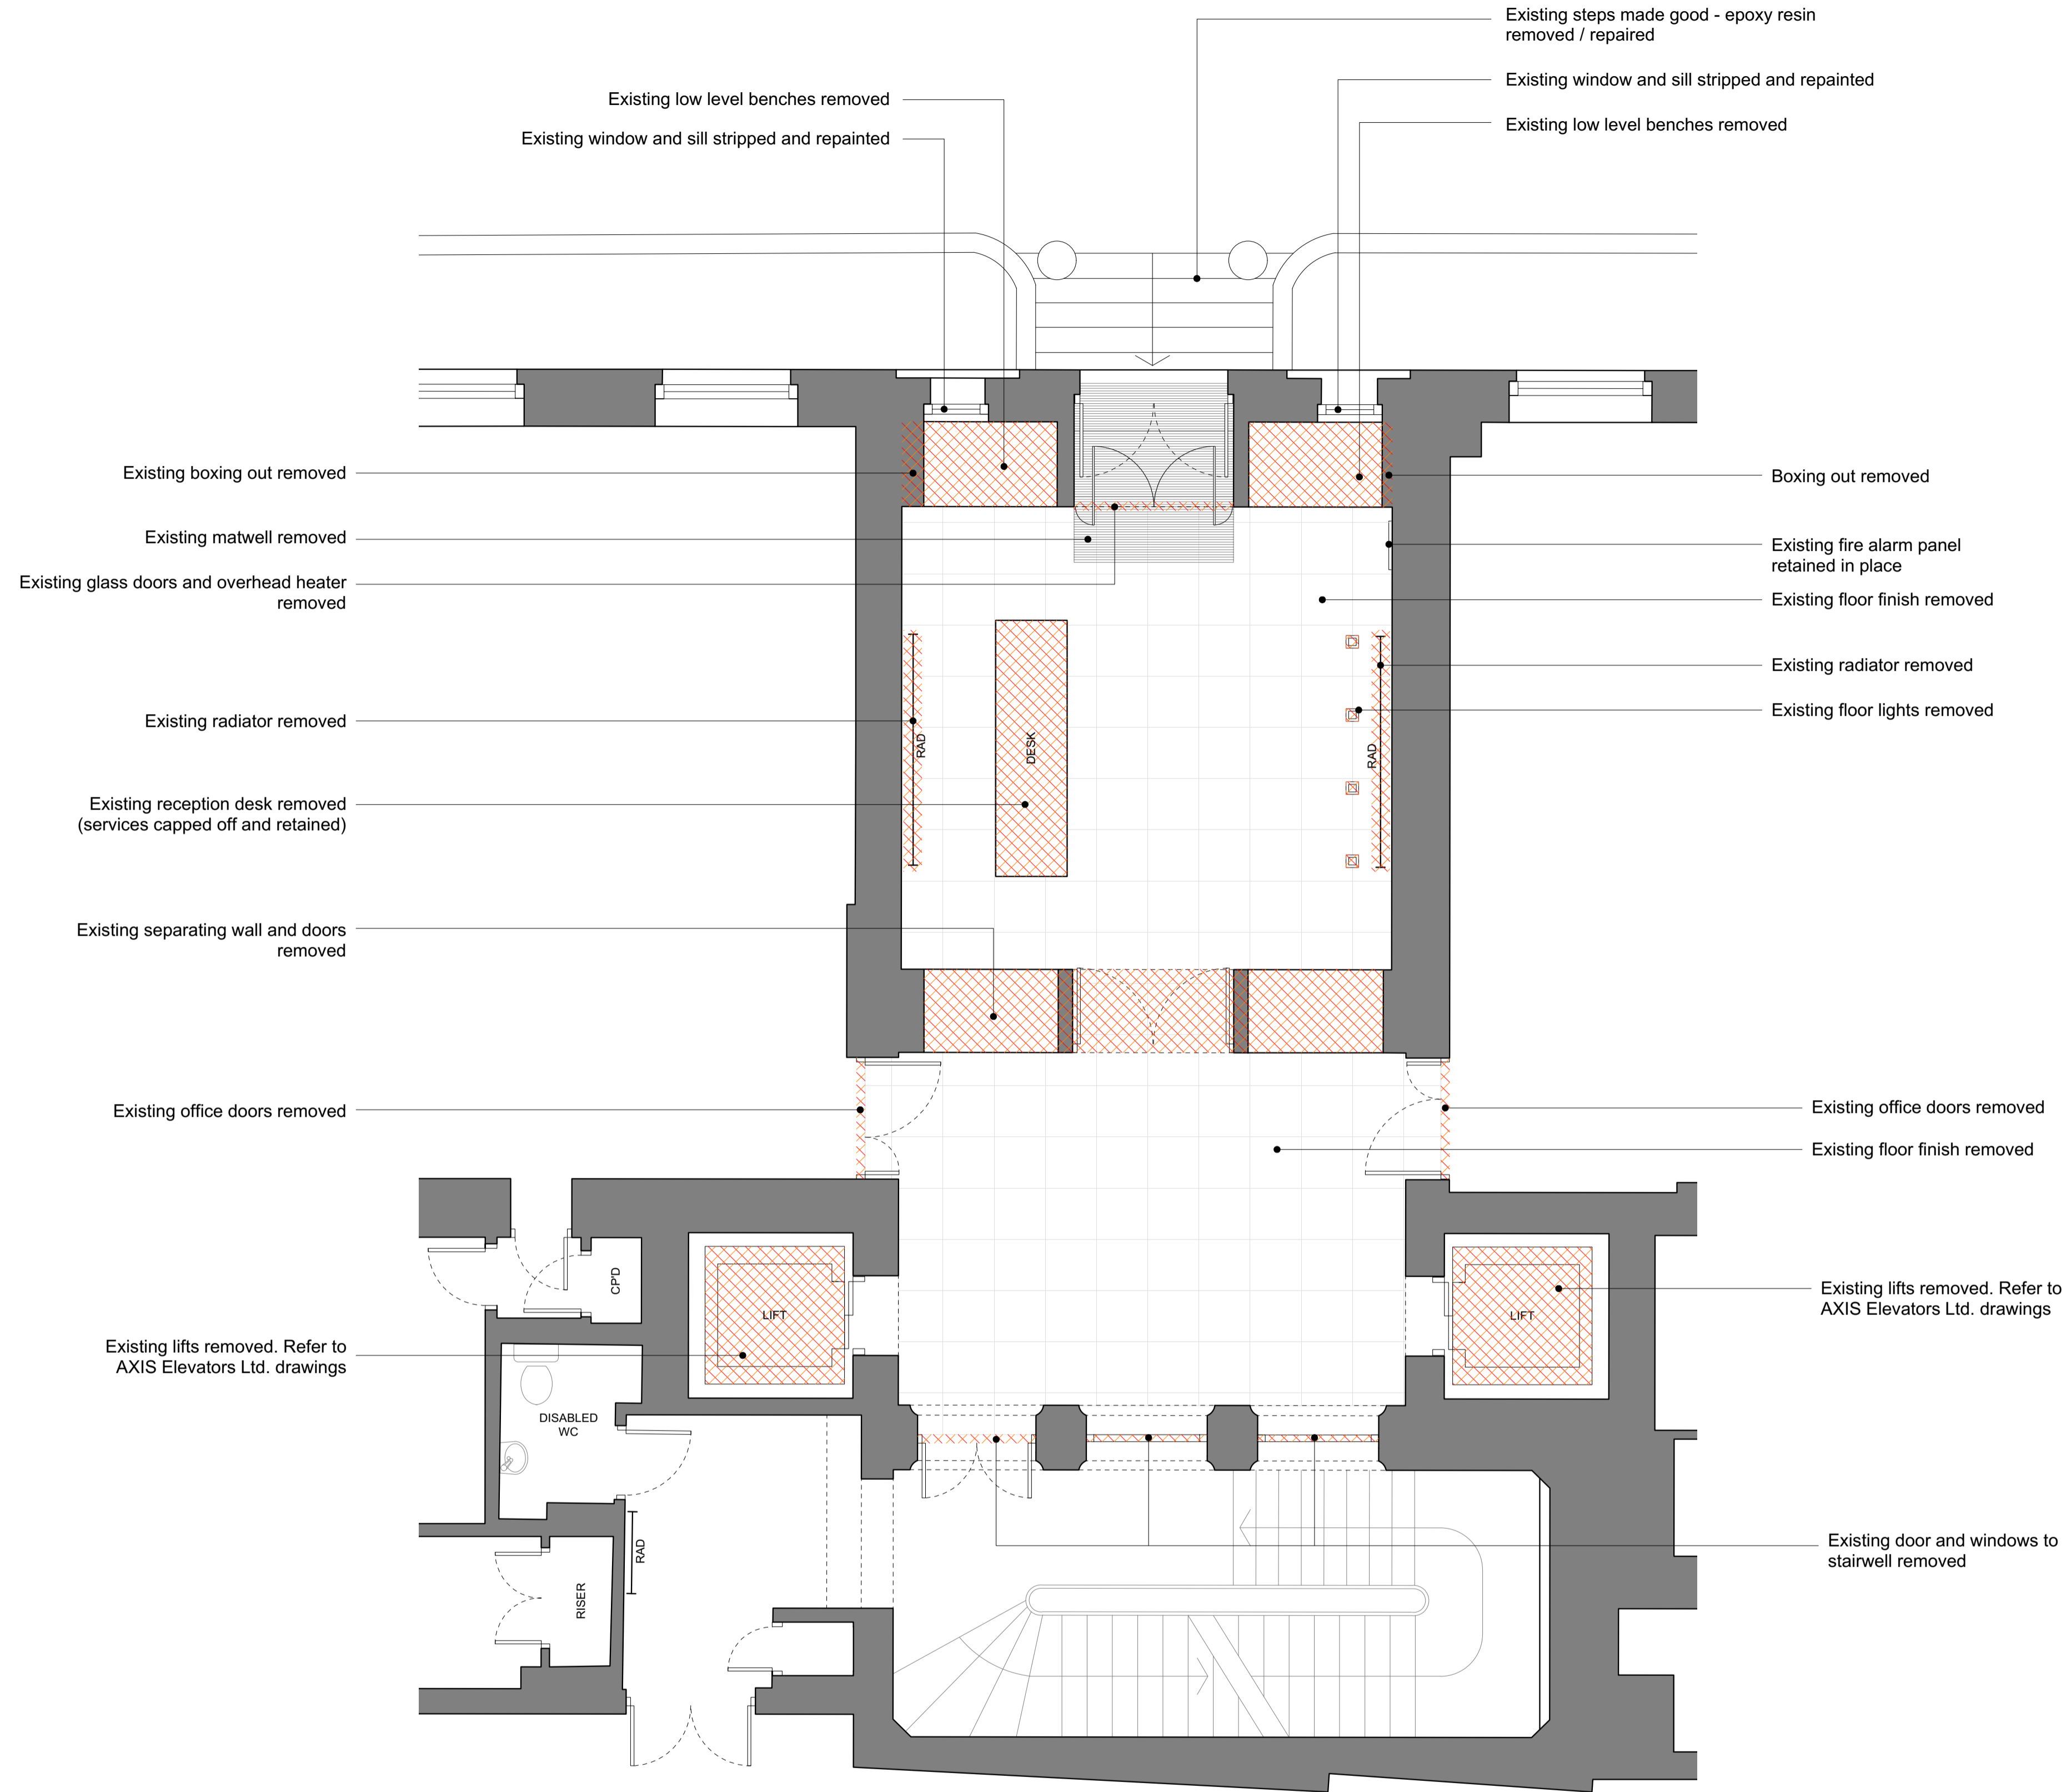 Existing steps made good - epoxy resin
removed / repaired
Existing window and sill stripped and repainted
Existing low level benches removed
Existing low level benches removed
Existing window and sill stripped and repainted
Existing boxing out removed
Boxing out removed
Existing matwell removed
Existing fire alarm panel
retained in place
Existing glass doors and overhead heater
removed
Existing floor finish removed
Existing radiator removed
Existing floor lights removed
Existing radiator removed
RAD
DESK
RAD
Existing reception desk removed
(services capped off and retained)
Existing separating wall and doors
removed
Existing office doors removed
Existing office doors removed
Existing floor finish removed
CP'D
LIFT
LIFT
Existing lifts removed. Refer to
AXIS Elevators Ltd. drawings
Existing lifts removed. Refer to
AXIS Elevators Ltd. drawings
DISABLED
WC
RAD
RISER
Existing door and windows to
stairwell removed